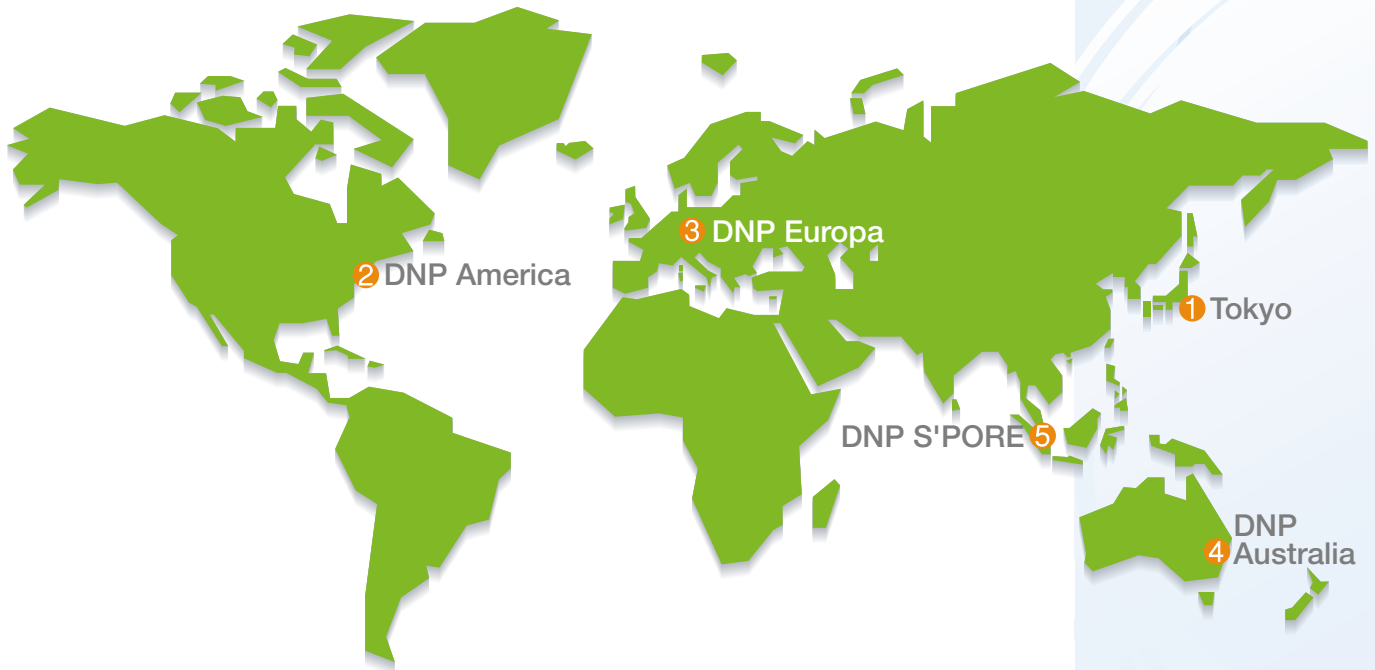 3 DNP Europa
2 DNP America
1 Tokyo
DNP S'PORE 5
DNP
4 Australia